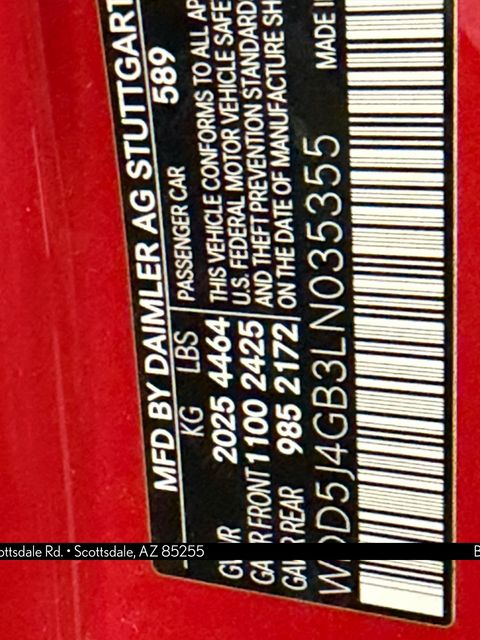 MFD BY DAIMLER AG STUTTGART
589
KG LBS
PASSENGER CAR
2025 4464
FRONT 1100 2425
REAR 985 2172
THIS VEHICLE CONFORMS TO ALL AP
U.S. FEDERAL MOTOR VEHICLE SAFE
AND THEFT PREVENTION STANDARD
ON THE DATE OF MANUFACTURE SH
MADE I
D5J4GB3LN035355
ottsdale Rd. • Scottsdale, AZ 85255